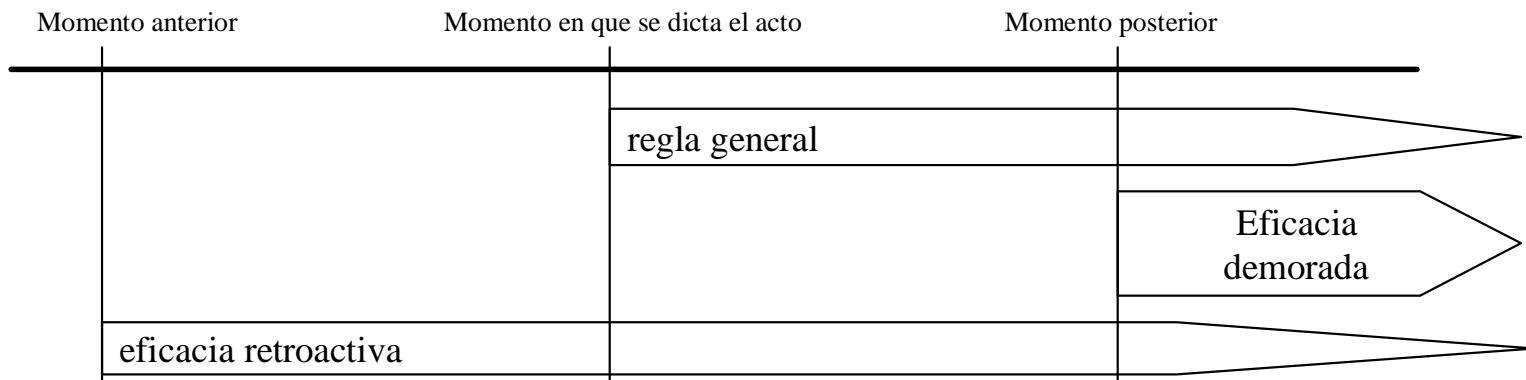 Momento anterior
Momento en que se dicta el acto
Momento posterior
regla general
Eficacia
demorada
eficacia retroactiva